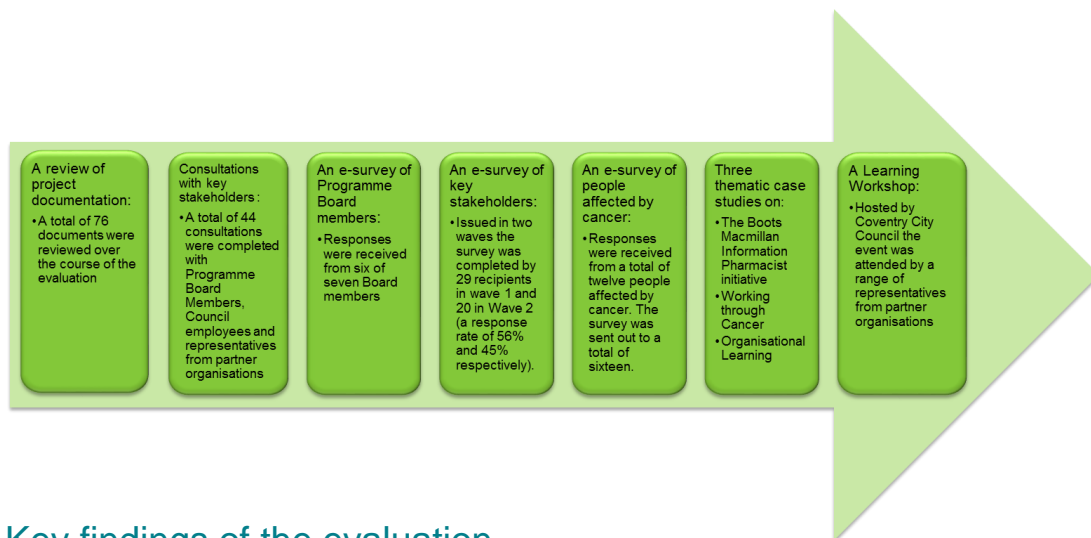 A review of
project
documentation:
•A total of 76
documents were
reviewed over
the course of the
evaluation
Consultations
with key
stakeholders :
•A total of 44
consultations
were completed
with
Programme
Board
Members,
Council
employees and
representatives
from partner
organisations
An e-survey of
Programme
Board
members:
•Responses
were received
from six of
seven Board
members
An e-survey of
key
stakeholders:
•Issued in two
waves the
survey was
completed by
29 recipients
in wave 1 and
20 in Wave 2
(a response
rate of 56%
and 45%
respectively).
An e-survey of
people
affected by
cancer:
•Responses
were received
from a total of
twelve people
affected by
cancer. The
survey was
sent out to a
total of
sixteen.
Three
thematic case
studies on:
•The Boots
Macmillan
Information
Pharmacist
initiative
•Working
through
Cancer
•Organisational
Learning
A Learning
Workshop:
•Hosted by
Coventry City
Council the
event was
attended by a
range of
representatives
from partner
organisations
Key findings of the evaluation